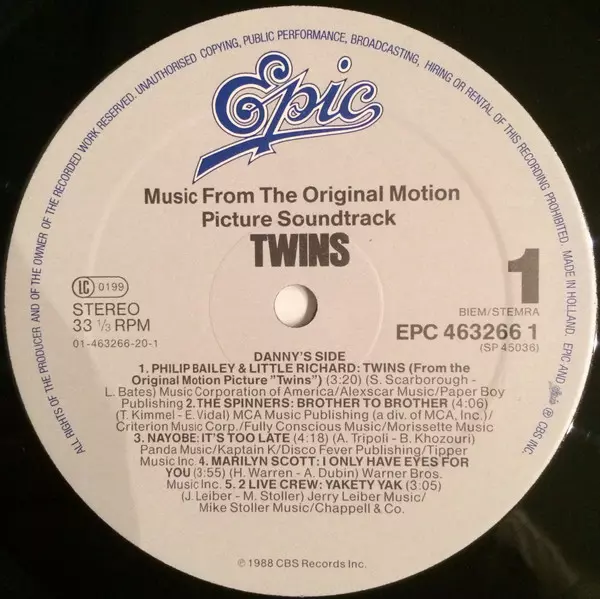 ALL RIGHTS OF THE PRODUCER AND OF THE OWNER OF THE RECORDED WORK RESERVED. UNAUTHORISED COPYING, PUBLIC PERFORMANCE, BROADCASTING, HIRING OR RENTAL OF THIS RECORDING PROHIBITED. MADE IN HOLLAND. EPIC AND
℗ CBS INC.
Epic
Music From The Original Motion
Picture Soundtrack
TWINS
LC 0199
STEREO
33 1/3 RPM
01-463266-20-1
1
BIEM/STEMRA
EPC 463266 1
(SP 45036)
DANNY'S SIDE
1. PHILIP BAILEY & LITTLE RICHARD: TWINS (From the
Original Motion Picture "Twins") (3:20) (S. Scarborough -
L. Bates) Music Corporation of America/Alexscar Music/Paper Boy
Publishing 2. THE SPINNERS: BROTHER TO BROTHER (4:06)
(T. Kimmel - E. Vidal) MCA Music Publishing (a div. of MCA, Inc.)/
Criterion Music Corp./Fully Conscious Music/Morissette Music
3. NAYOBE: IT'S TOO LATE (4:18) (A. Tripoli - B. Khozouri)
Panda Music/Kaptain K/Disco Fever Publishing/Tipper
Music Inc. 4. MARILYN SCOTT: I ONLY HAVE EYES FOR
YOU (3:55) (H. Warren - A. Dubin) Warner Bros.
Music Inc. 5. 2 LIVE CREW: YAKETY YAK (3:05)
(J. Leiber - M. Stoller) Jerry Leiber Music/
Mike Stoller Music/Chappell & Co.
℗ 1988 CBS Records Inc.